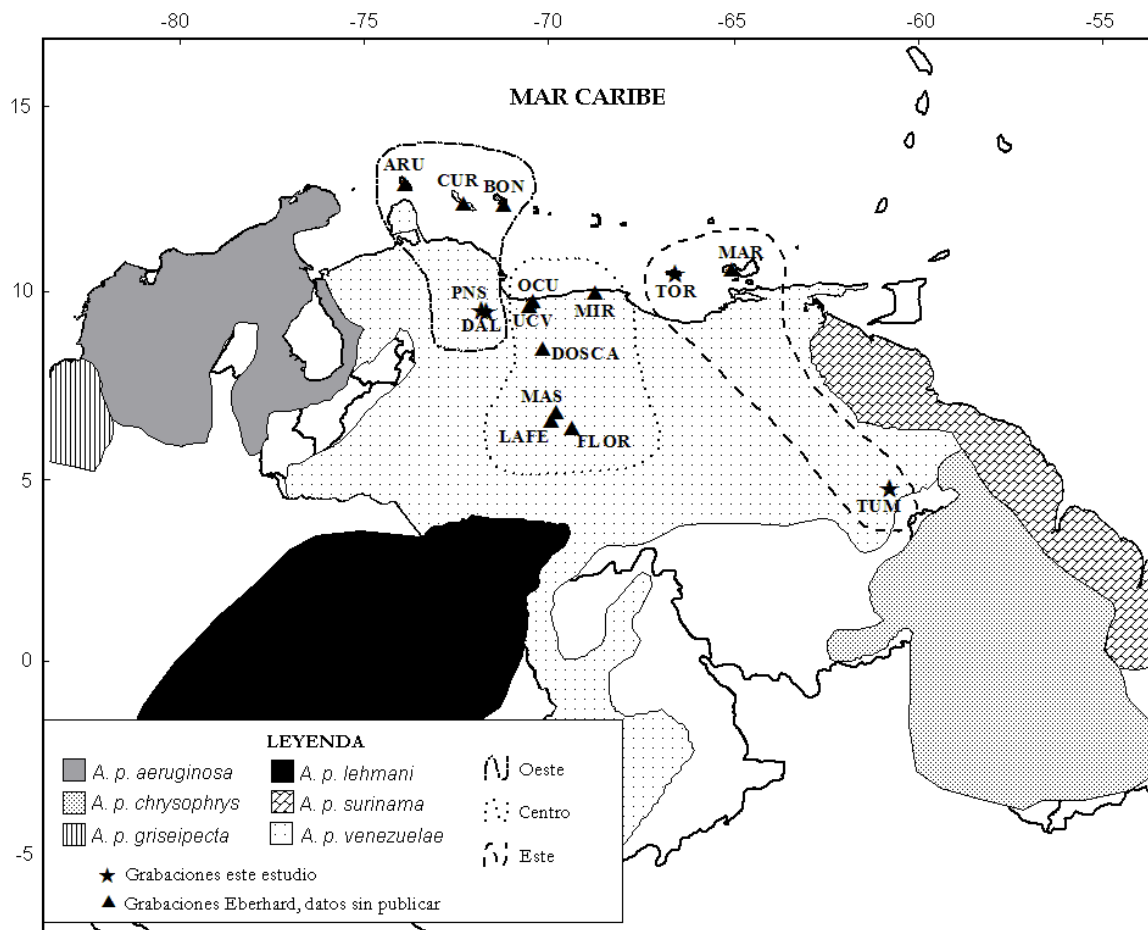 -80 -75 -70 -65 -60 -55
15
MAR CARIBE
ARU
CUR
BON
MAR
10
OCU
PNS
TOR
MIR
DAL
UCV
DOSCA
MAS
LAFE
FLOR
5
TUM
0
LEYENDA
A. p. aeruginosa
A. p. lehmani
Oeste
A. p. chrysophrys
A. p. surinama
Centro
A. p. griseipecta
A. p. venezuelae
Este
-5
Grabaciones este estudio
Grabaciones Eberhard, datos sin publicar